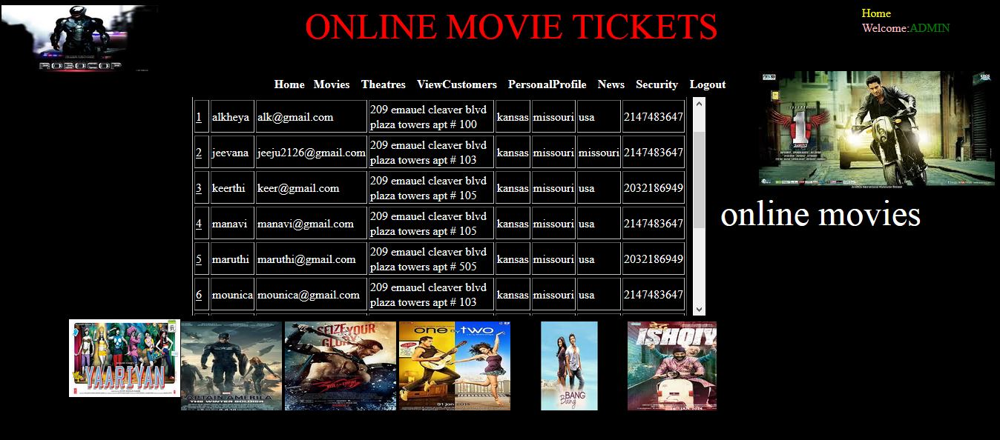 ROBOCOP
ONLINE MOVIE TICKETS
Home
Welcome:ADMIN
Home Movies Theatres ViewCustomers PersonalProfile News Security Logout
1 alkheya alk@gmail.com 209 emauel cleaver blvd plaza towers apt # 100 kansas missouri usa 2147483647
2 jeevana jeeju2126@gmail.com 209 emauel cleaver blvd plaza towers apt # 103 kansas missouri missouri 2147483647
3 keerthi keer@gmail.com 209 emauel cleaver blvd plaza towers apt # 105 kansas missouri usa 2032186949
4 manavi manavi@gmail.com 209 emauel cleaver blvd plaza towers apt # 105 kansas missouri usa 2147483647
5 maruthi maruthi@gmail.com 209 emauel cleaver blvd plaza towers apt # 505 kansas missouri usa 2032186949
6 mounica mounica@gmail.com 209 emauel cleaver blvd plaza towers apt # 103 kansas missouri usa 2147483647
1
online movies
YAARIYAN
CAPTAIN AMERICA
THE WINTER SOLDIER
SEIZE YOUR
GLORY
one by two
31 jan 2014
BANG
Bang
ISHQIY